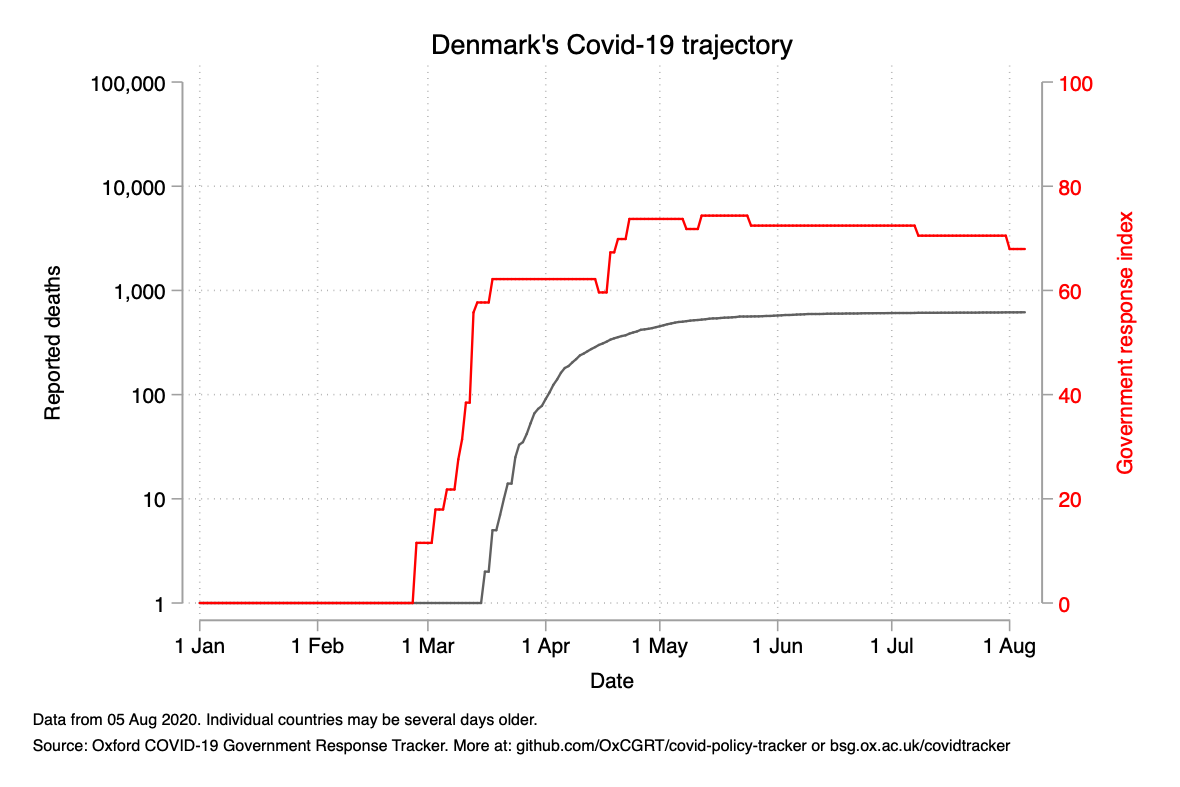 Denmark's Covid-19 trajectory
100,000
10,000
1,000
100
10
1
Reported deaths
100
80
60
40
20
0
Government response index
1 Jan 1 Feb 1 Mar 1 Apr 1 May 1 Jun 1 Jul 1 Aug
Date
Data from 05 Aug 2020. Individual countries may be several days older.
Source: Oxford COVID-19 Government Response Tracker. More at: github.com/OxCGRT/covid-policy-tracker or bsg.ox.ac.uk/covidtracker